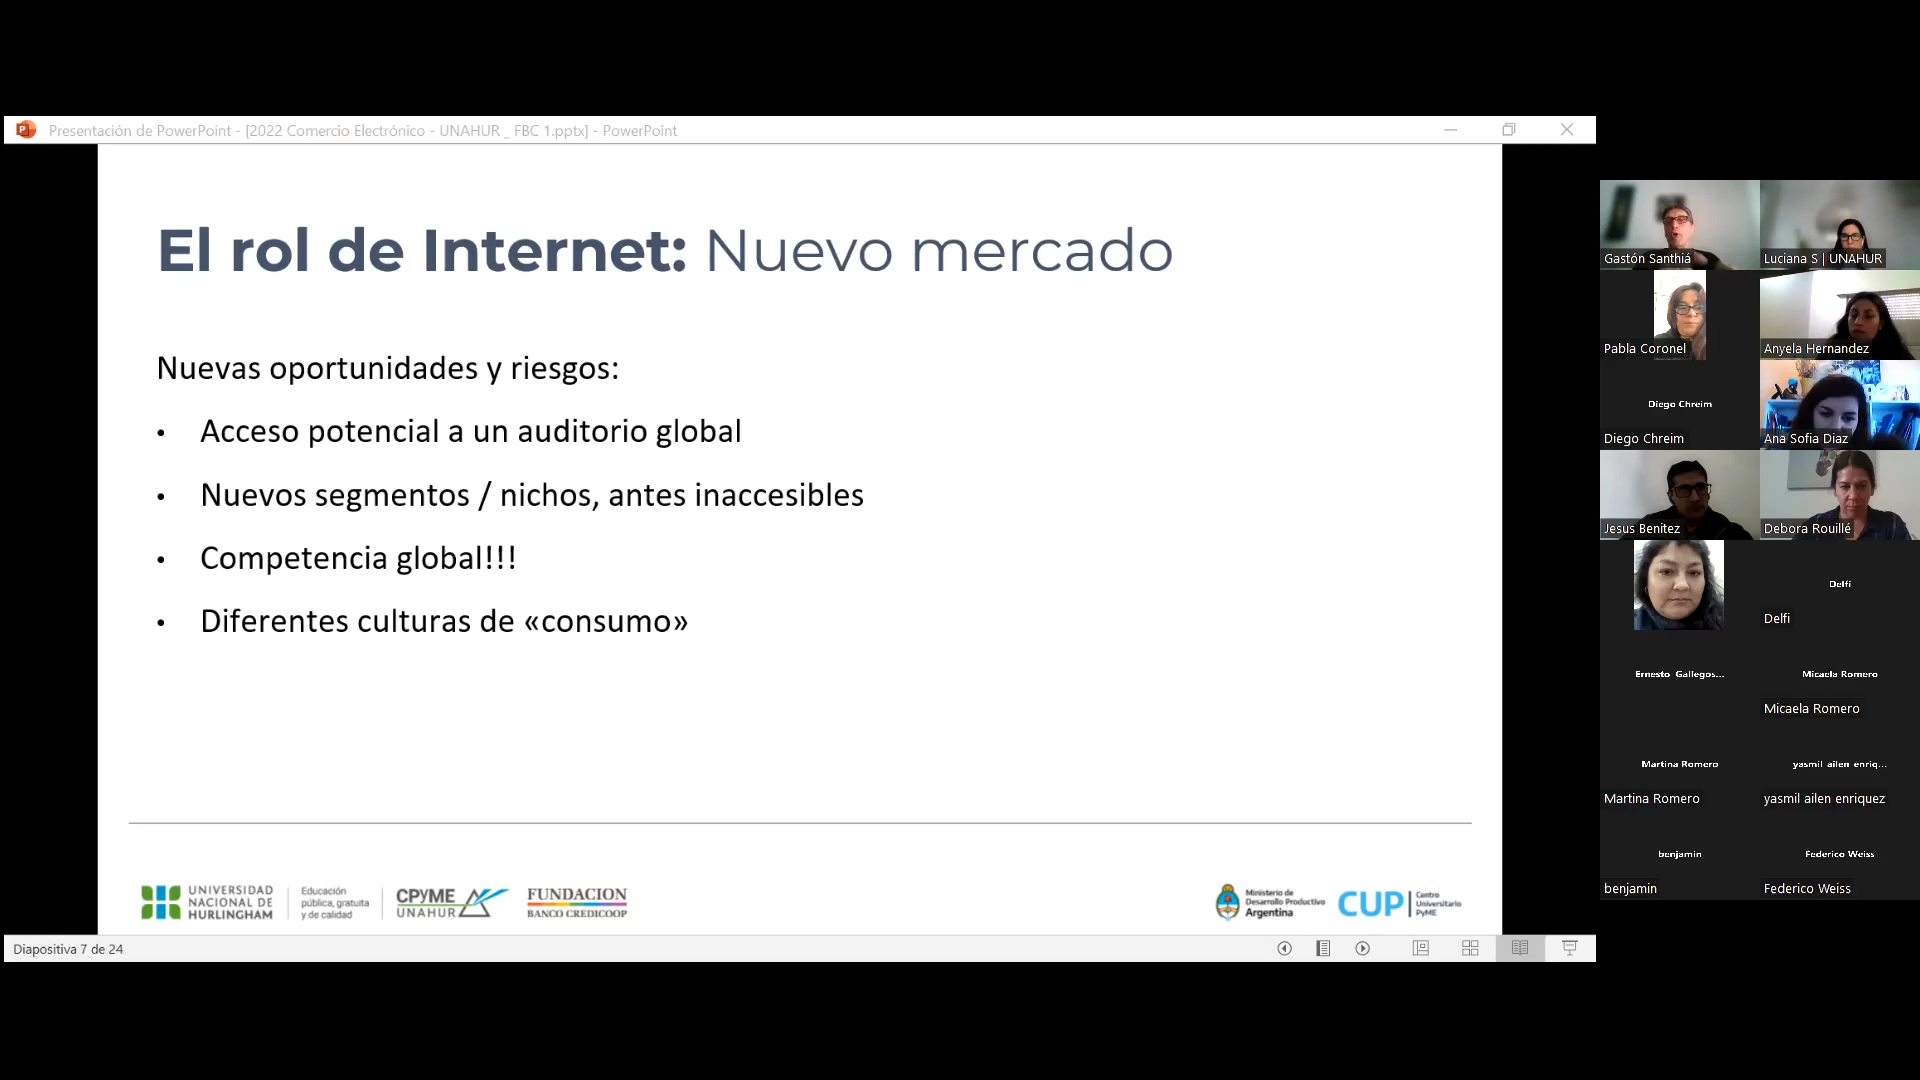 Presentación de PowerPoint - [2022 Comercio Electrónico - UNAHUR _ FBC 1.pptx] - PowerPoint
El rol de Internet: Nuevo mercado
Nuevas oportunidades y riesgos:
• Acceso potencial a un auditorio global
• Nuevos segmentos / nichos, antes inaccesibles
• Competencia global!!!
• Diferentes culturas de «consumo»
UNIVERSIDAD
NACIONAL DE
HURLINGHAM
Educación
pública, gratuita
y de calidad
CPYME
UNAHUR
FUNDACION
BANCO CREDICOOP
Ministerio de
Desarrollo Productivo
Argentina
CUP
Centro
Universitario
PyME
Diapositiva 7 de 24
Gastón Santhiá
Luciana S | UNAHUR
Pabla Coronel
Anyela Hernandez
Diego Chreim
Diego Chreim
Ana Sofia Diaz
Jesus Benitez
Debora Rouillé
Delfi
Delfi
Ernesto Gallegos...
Micaela Romero
Micaela Romero
Martina Romero
Martina Romero
yasmil ailen enriq...
yasmil ailen enriquez
benjamin
benjamin
Federico Weiss
Federico Weiss